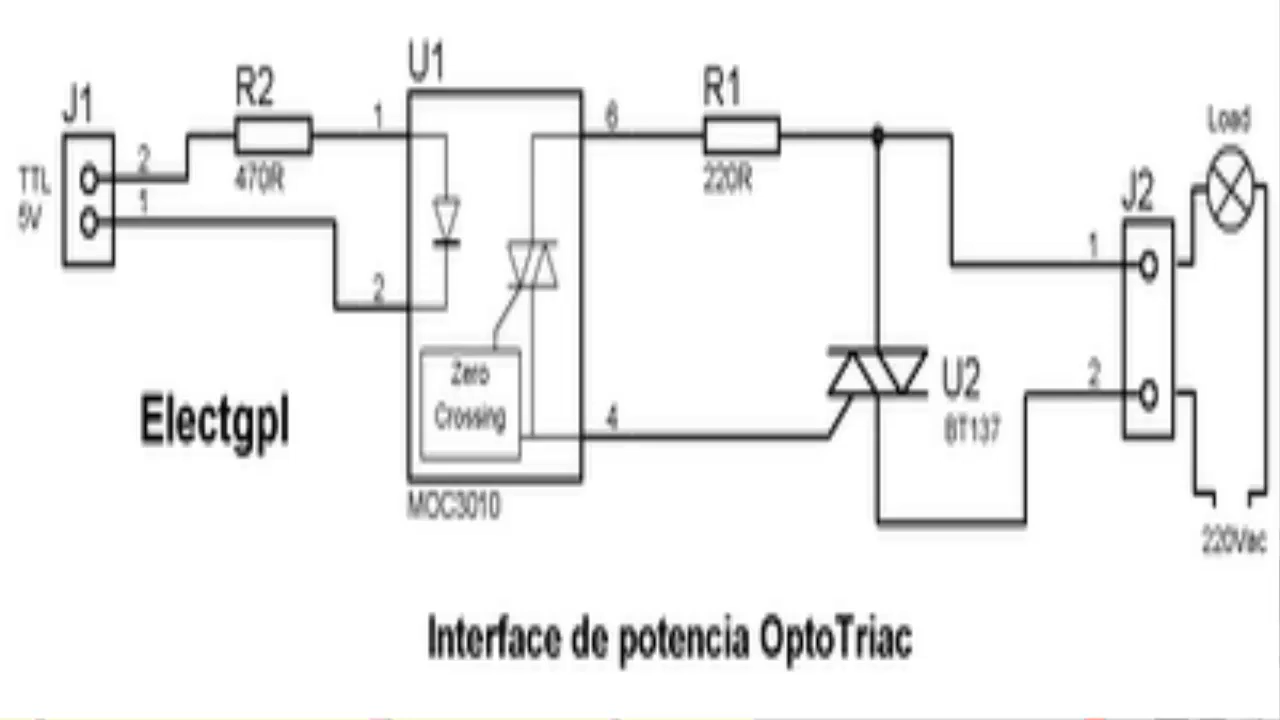 U1
R2
R1
J1
1
6
Load
2
470R
220R
TTL
5V
1
J2
1
2
Zero
Crossing
2
U2
BT137
4
Electgpl
MOC3010
220Vac
Interface de potencia OptoTriac